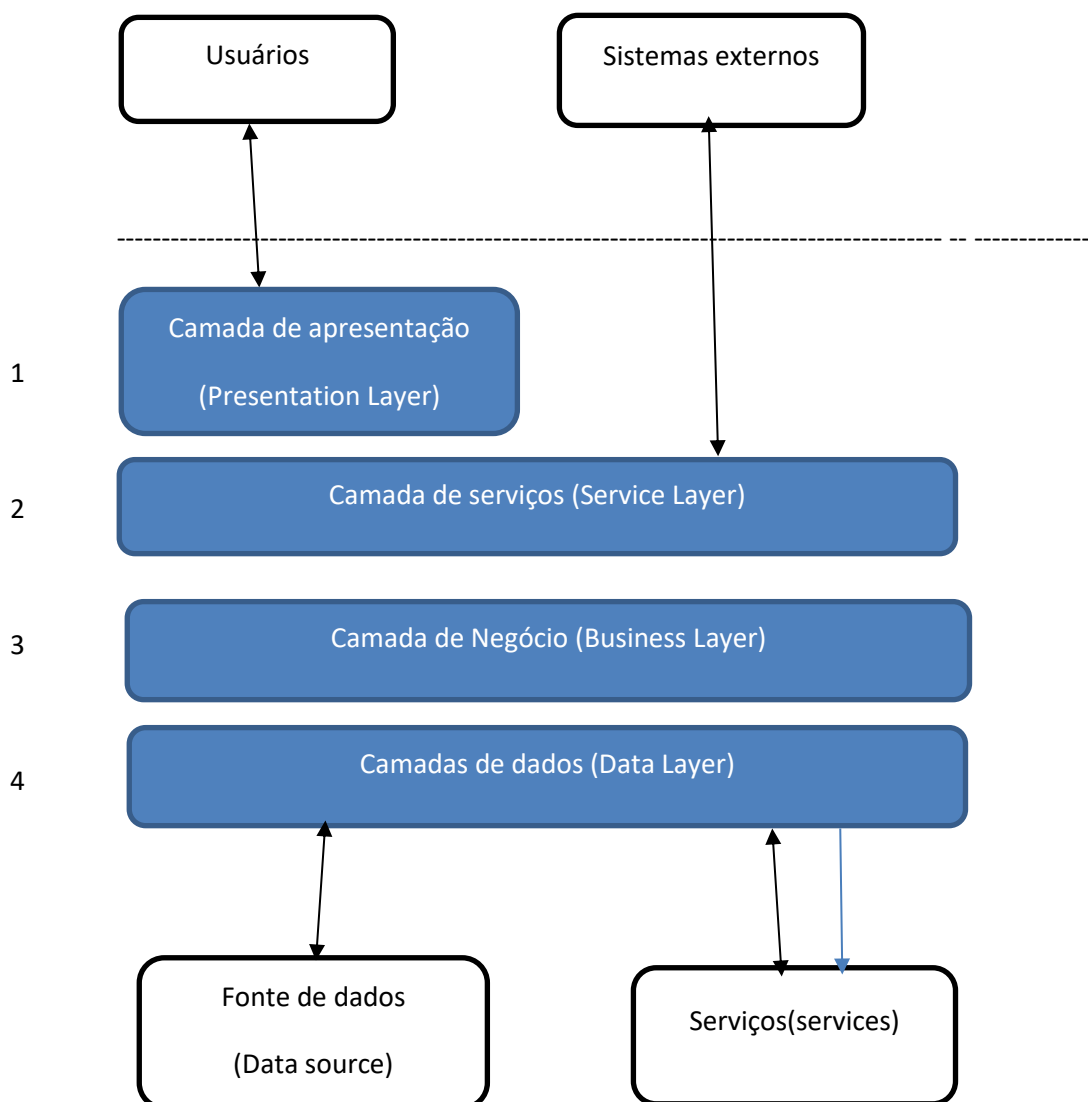 Usuários
Sistemas externos
Camada de apresentação
(Presentation Layer)
1
Camada de serviços (Service Layer)
2
Camada de Negócio (Business Layer)
3
Camadas de dados (Data Layer)
4
Fonte de dados
(Data source)
Serviços(services)